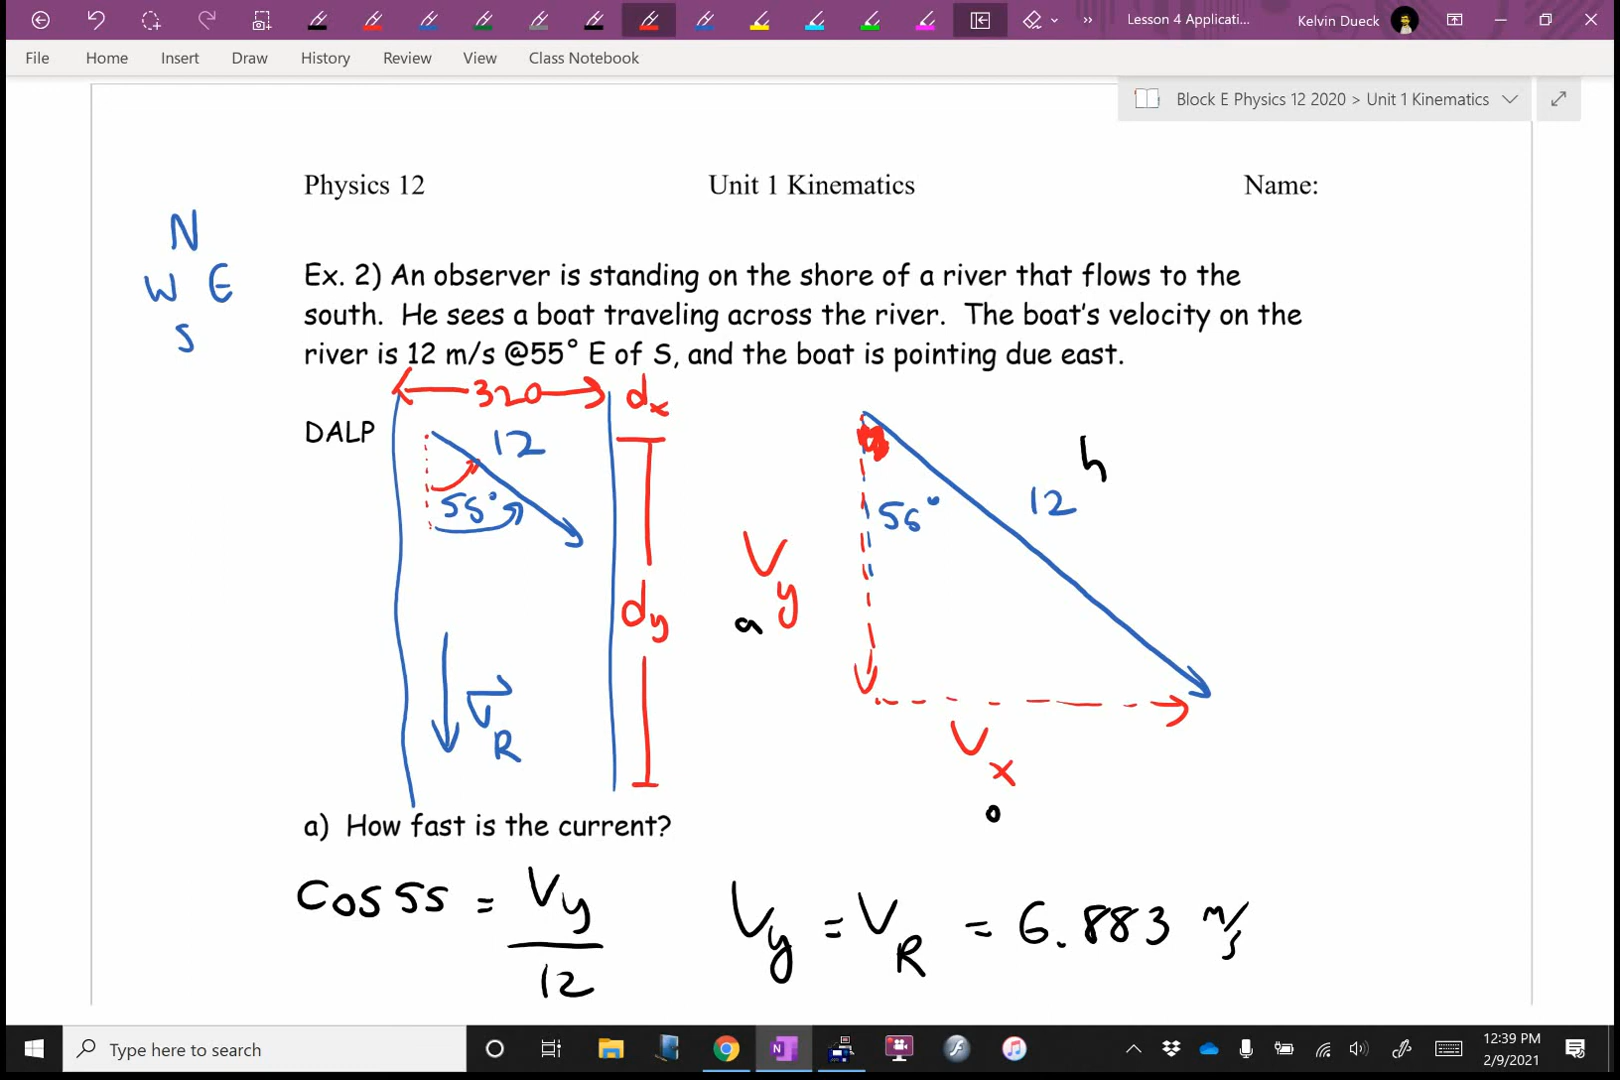 Lesson 4 Applicati...
Kelvin Dueck
File Home Insert Draw History Review Help View Class Notebook
Block E Physics 12 2020 > Unit 1 Kinematics
Physics 12 Unit 1 Kinematics Name:
N
W E
S
Ex. 2) An observer is standing on the shore of a river that flows to the
south. He sees a boat traveling across the river. The boat's velocity on the
river is 12 m/s @55° E of S, and the boat is pointing due east.
320 dx
DALP
12
55°
h
12
55°
Vy
a
dy
VR
Vx
o
a) How fast is the current?
Cos 55 = Vy
12
Vy = VR = 6.883 m/s
Type here to search
12:39 PM
2/9/2021